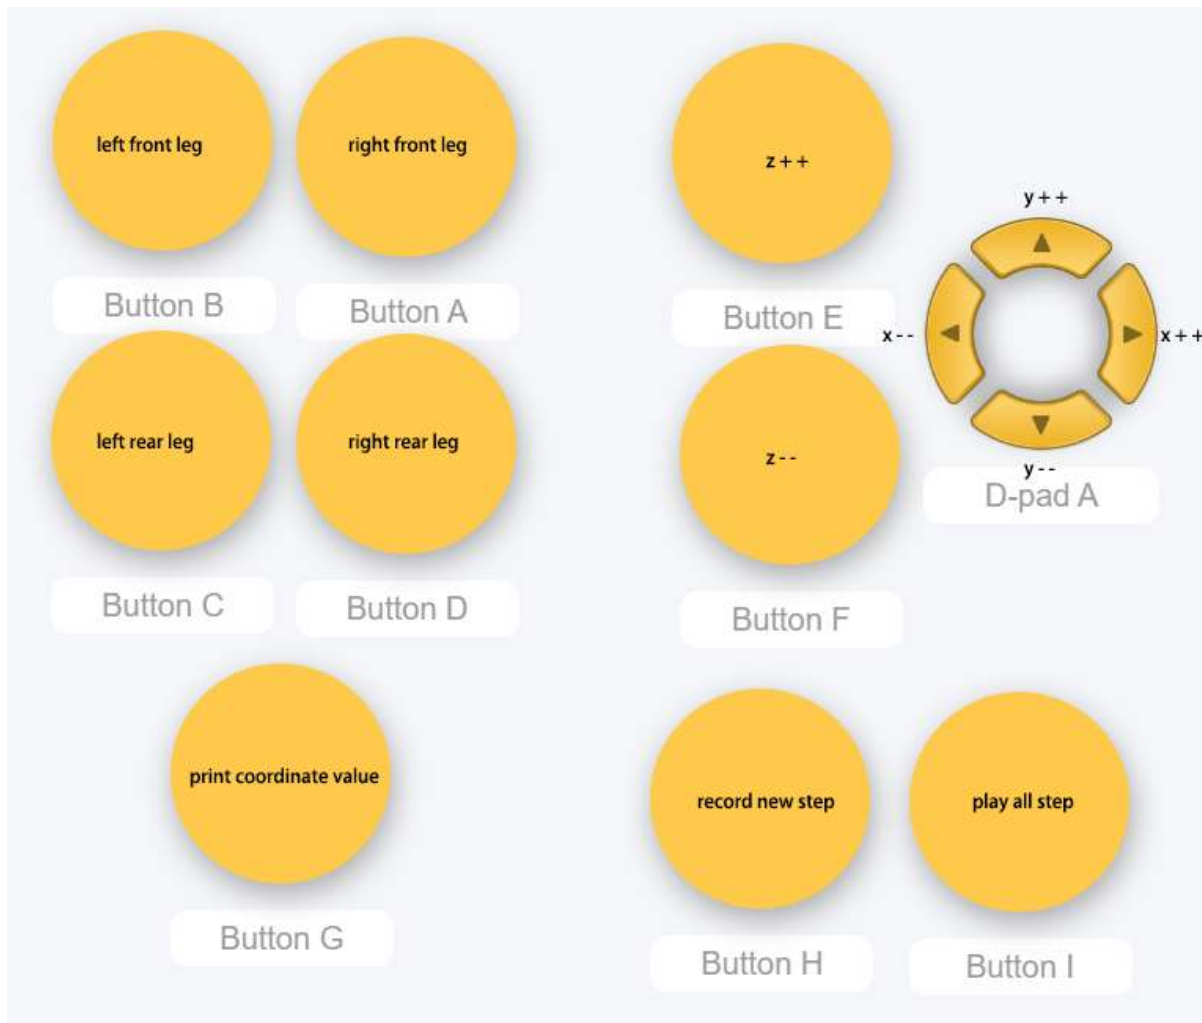 left front leg
right front leg
z++
y++
Button B
Button A
Button E
x--
x++
left rear leg
right rear leg
z--
y--
D-pad A
Button C
Button D
Button F
print coordinate value
record new step
play all step
Button G
Button H
Button I